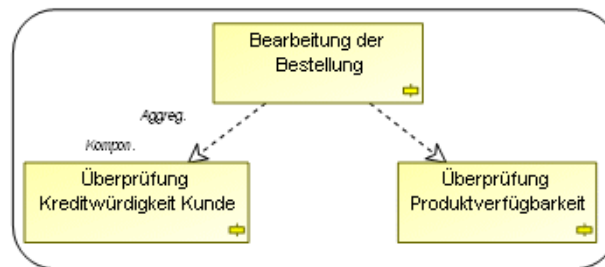 Bearbeitung der
Bestellung
Aggreg.
Kompon.
Überprüfung
Kreditwürdigkeit Kunde
Überprüfung
Produktverfügbarkeit